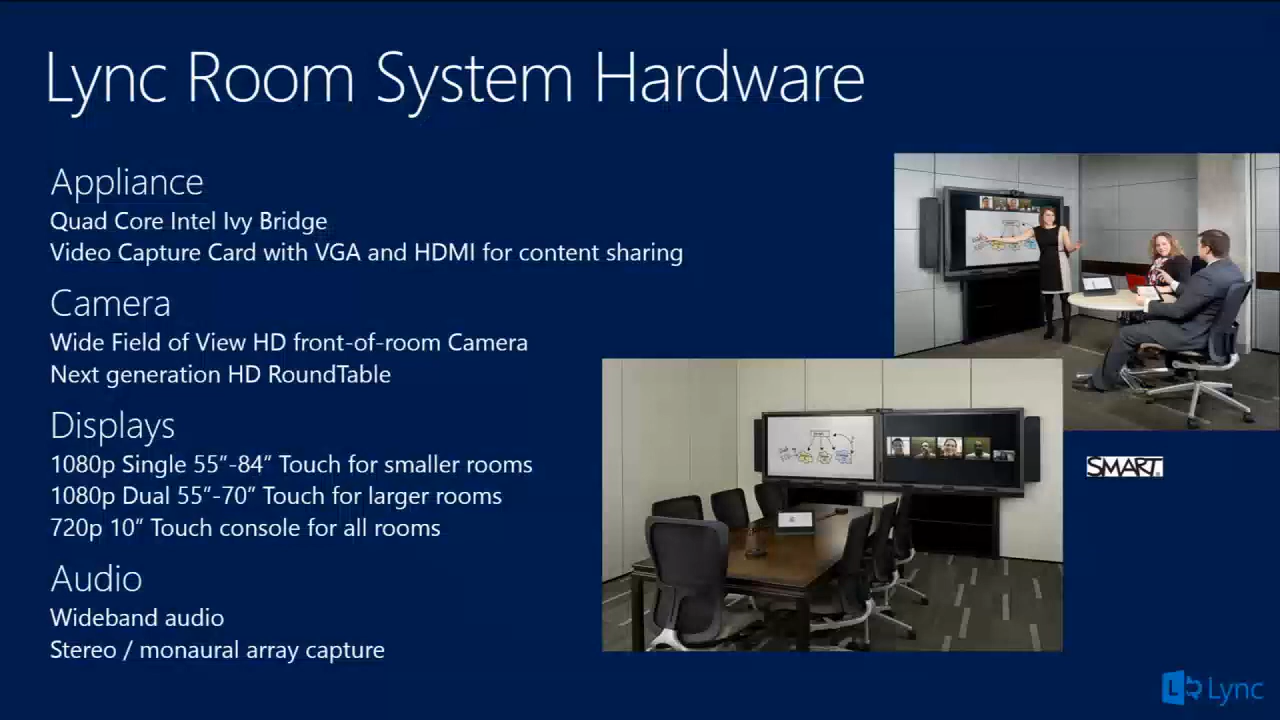 Lync Room System Hardware
Appliance
Quad Core Intel Ivy Bridge
Video Capture Card with VGA and HDMI for content sharing
Camera
Wide Field of View HD front-of-room Camera
Next generation HD RoundTable
Displays
1080p Single 55”-84” Touch for smaller rooms
1080p Dual 55”-70” Touch for larger rooms
720p 10” Touch console for all rooms
Audio
Wideband audio
Stereo / monaural array capture
SMART
Lync